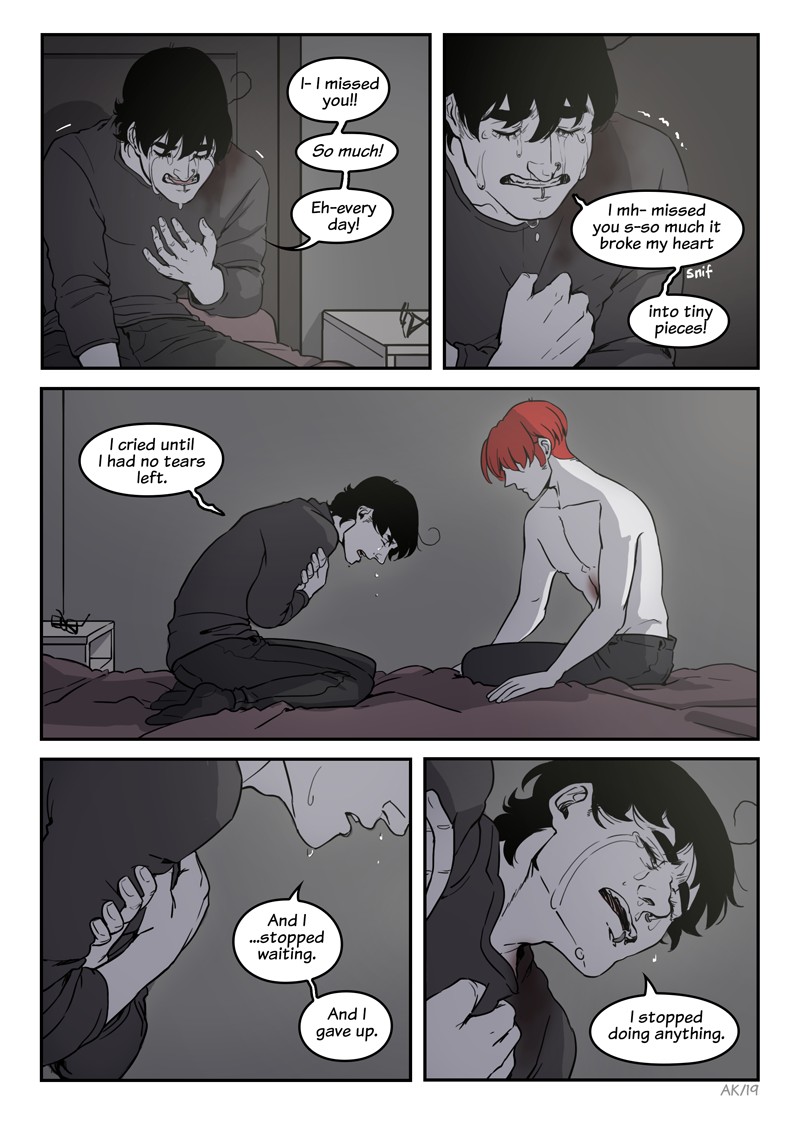 I- I missed
you!!
So much!
Eh-every
day!
I mh- missed
you s-so much it
broke my heart
snif
into tiny
pieces!
I cried until
I had no tears
left.
And I
...stopped
waiting.
And I
gave up.
I stopped
doing anything.
AK/19